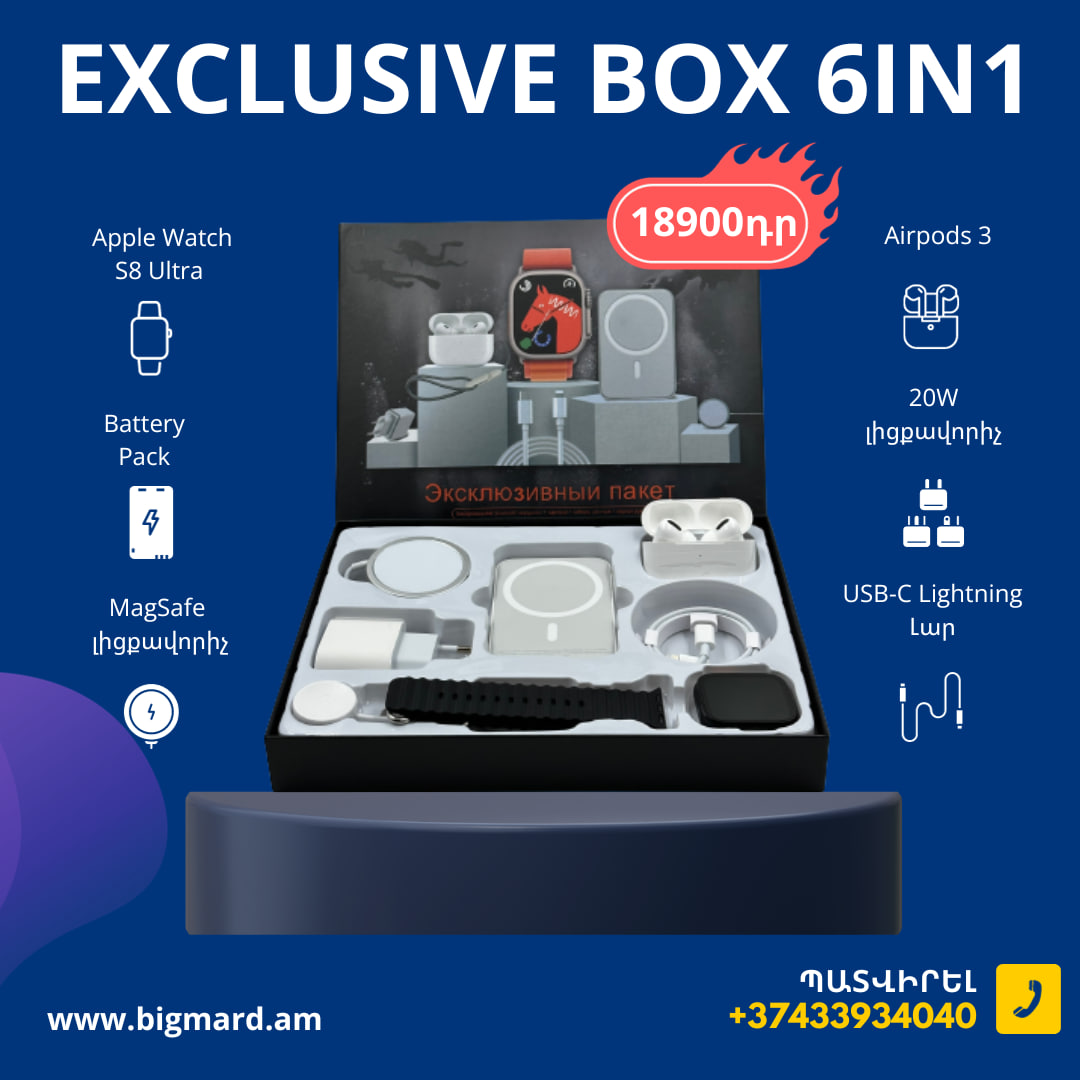 EXCLUSIVE BOX 6IN1
18900դր
Apple Watch
S8 Ultra
Battery
Pack
MagSafe
լիցքավորիչ
Airpods 3
20W
լիցքավորիչ
USB-C Lightning
Լար
Эксклюзивный пакет
www.bigmard.am
ՊԱՏՎԻՐԵԼ
+37433934040